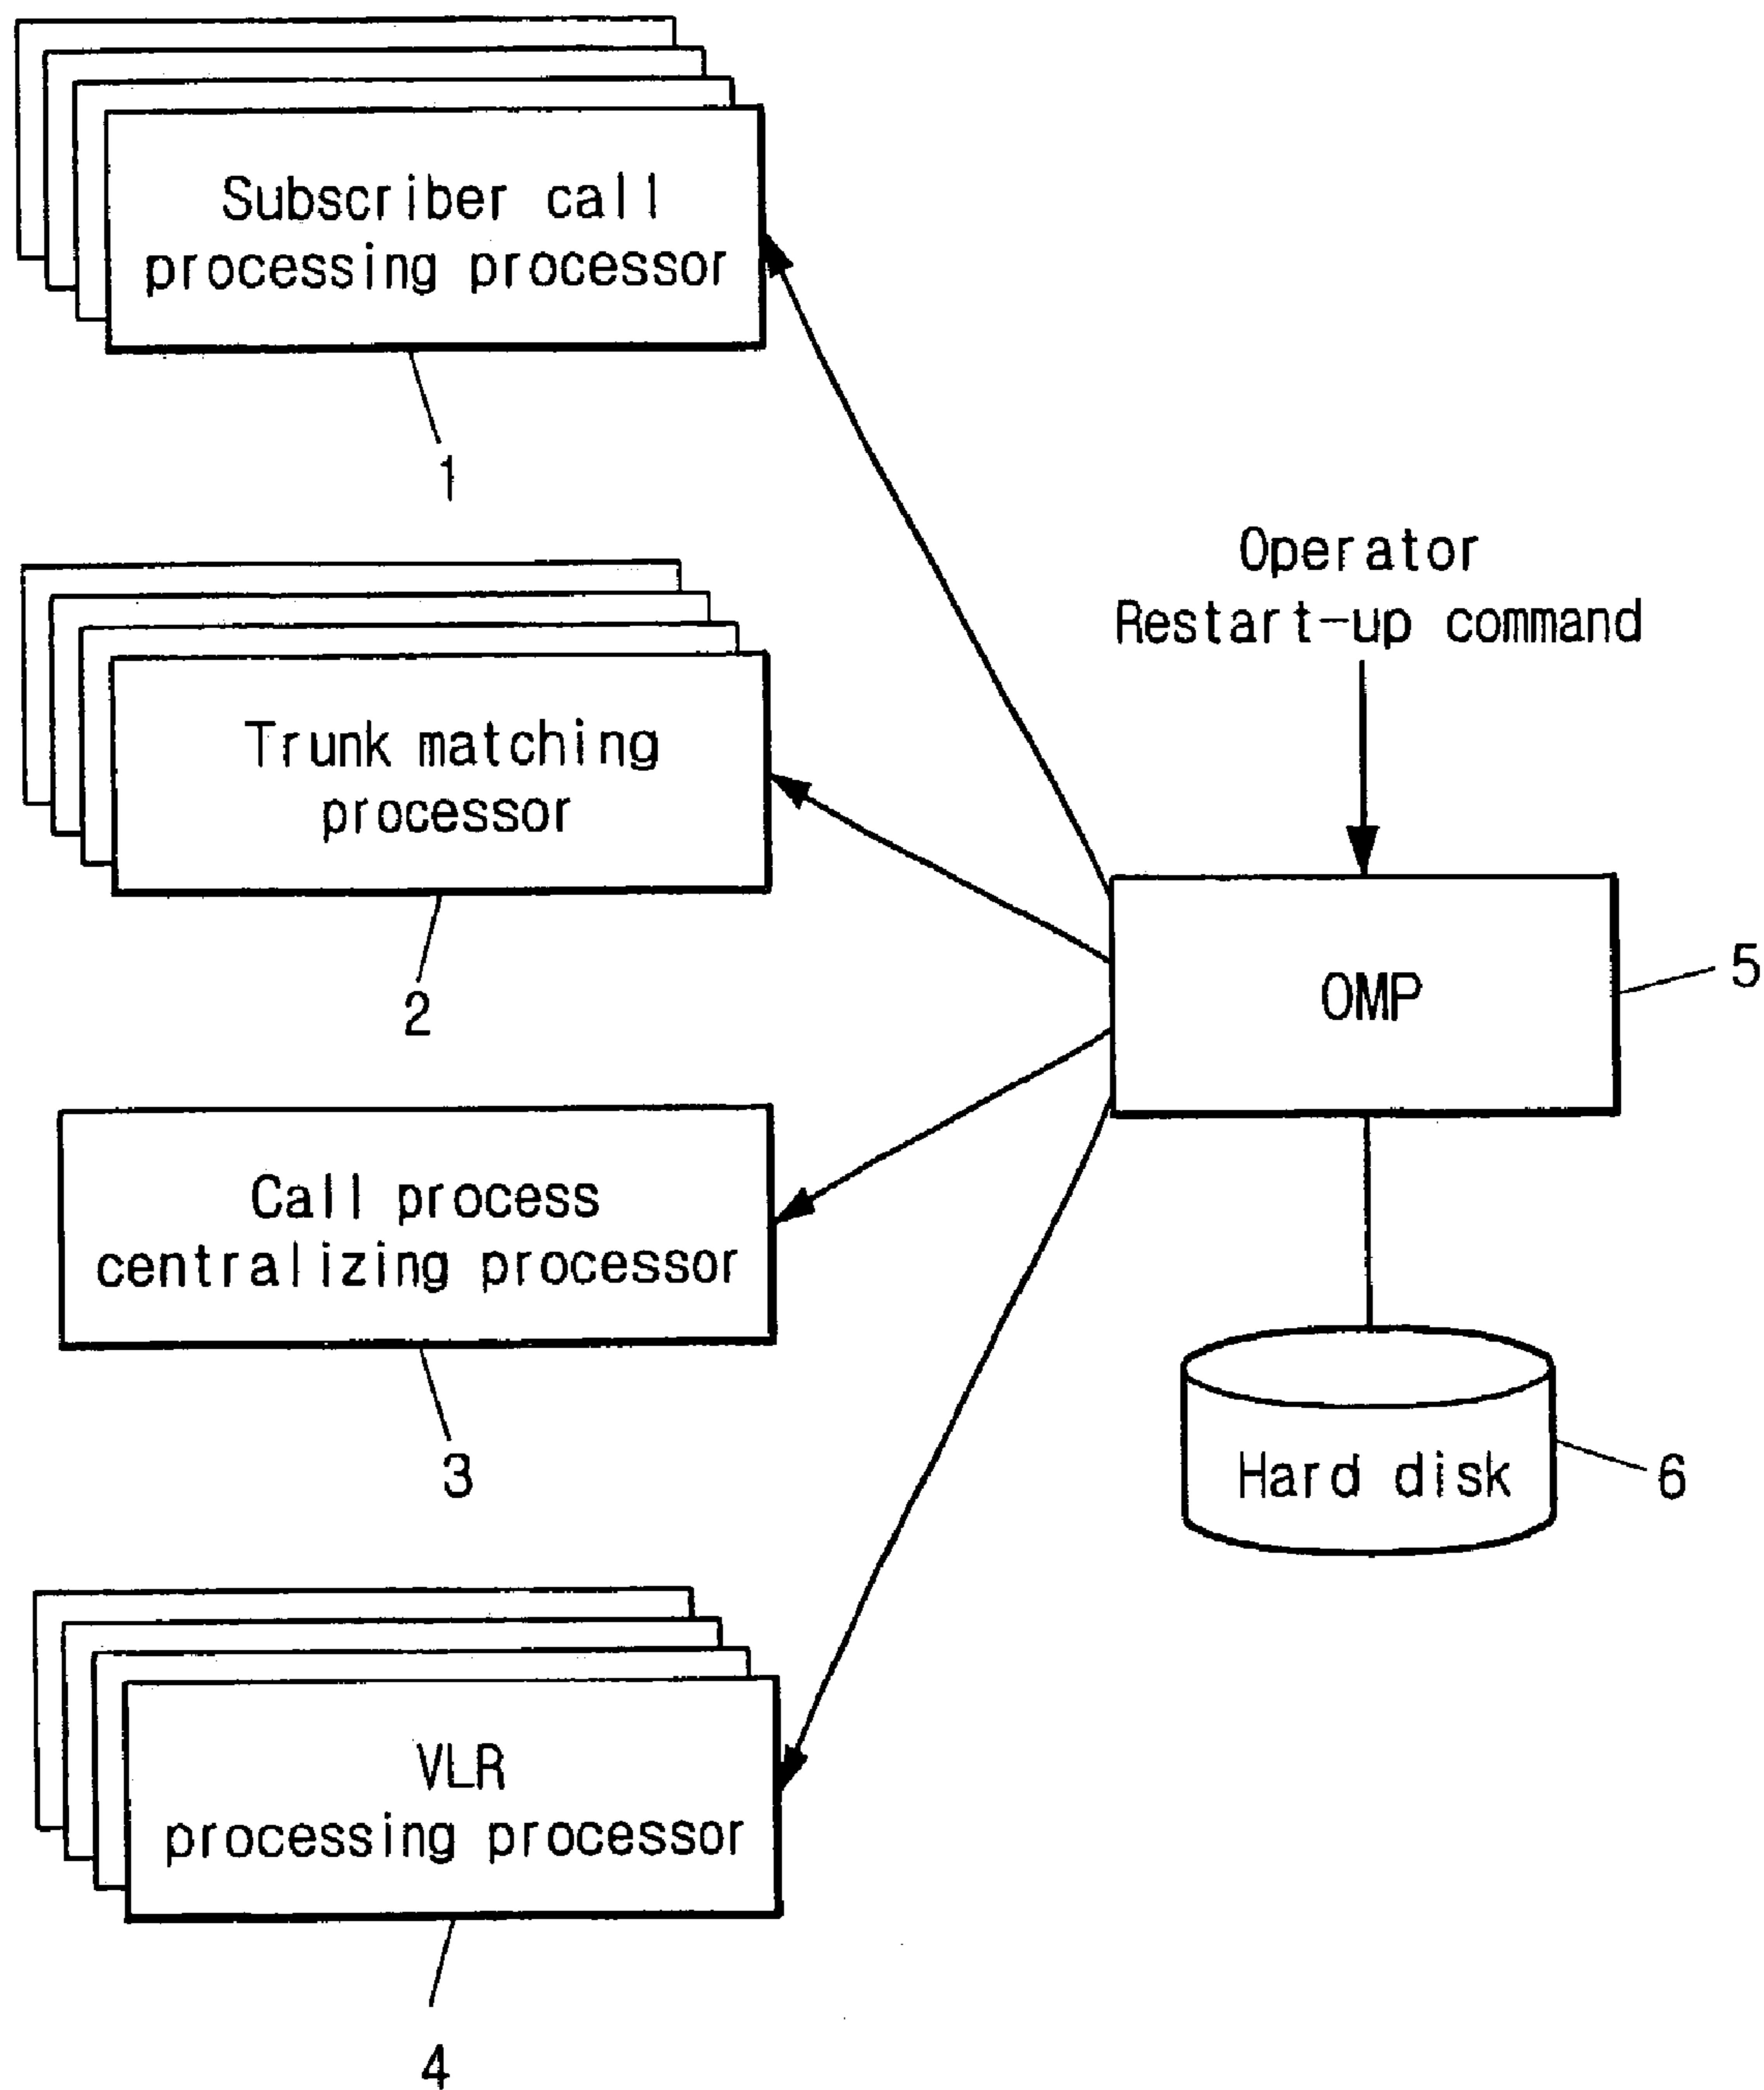 Subscriber call
processing processor
1
Operator
Restart-up command
Trunk matching
processor
2
OMP
5
Call process
centralizing processor
3
Hard disk
6
VLR
processing processor
4